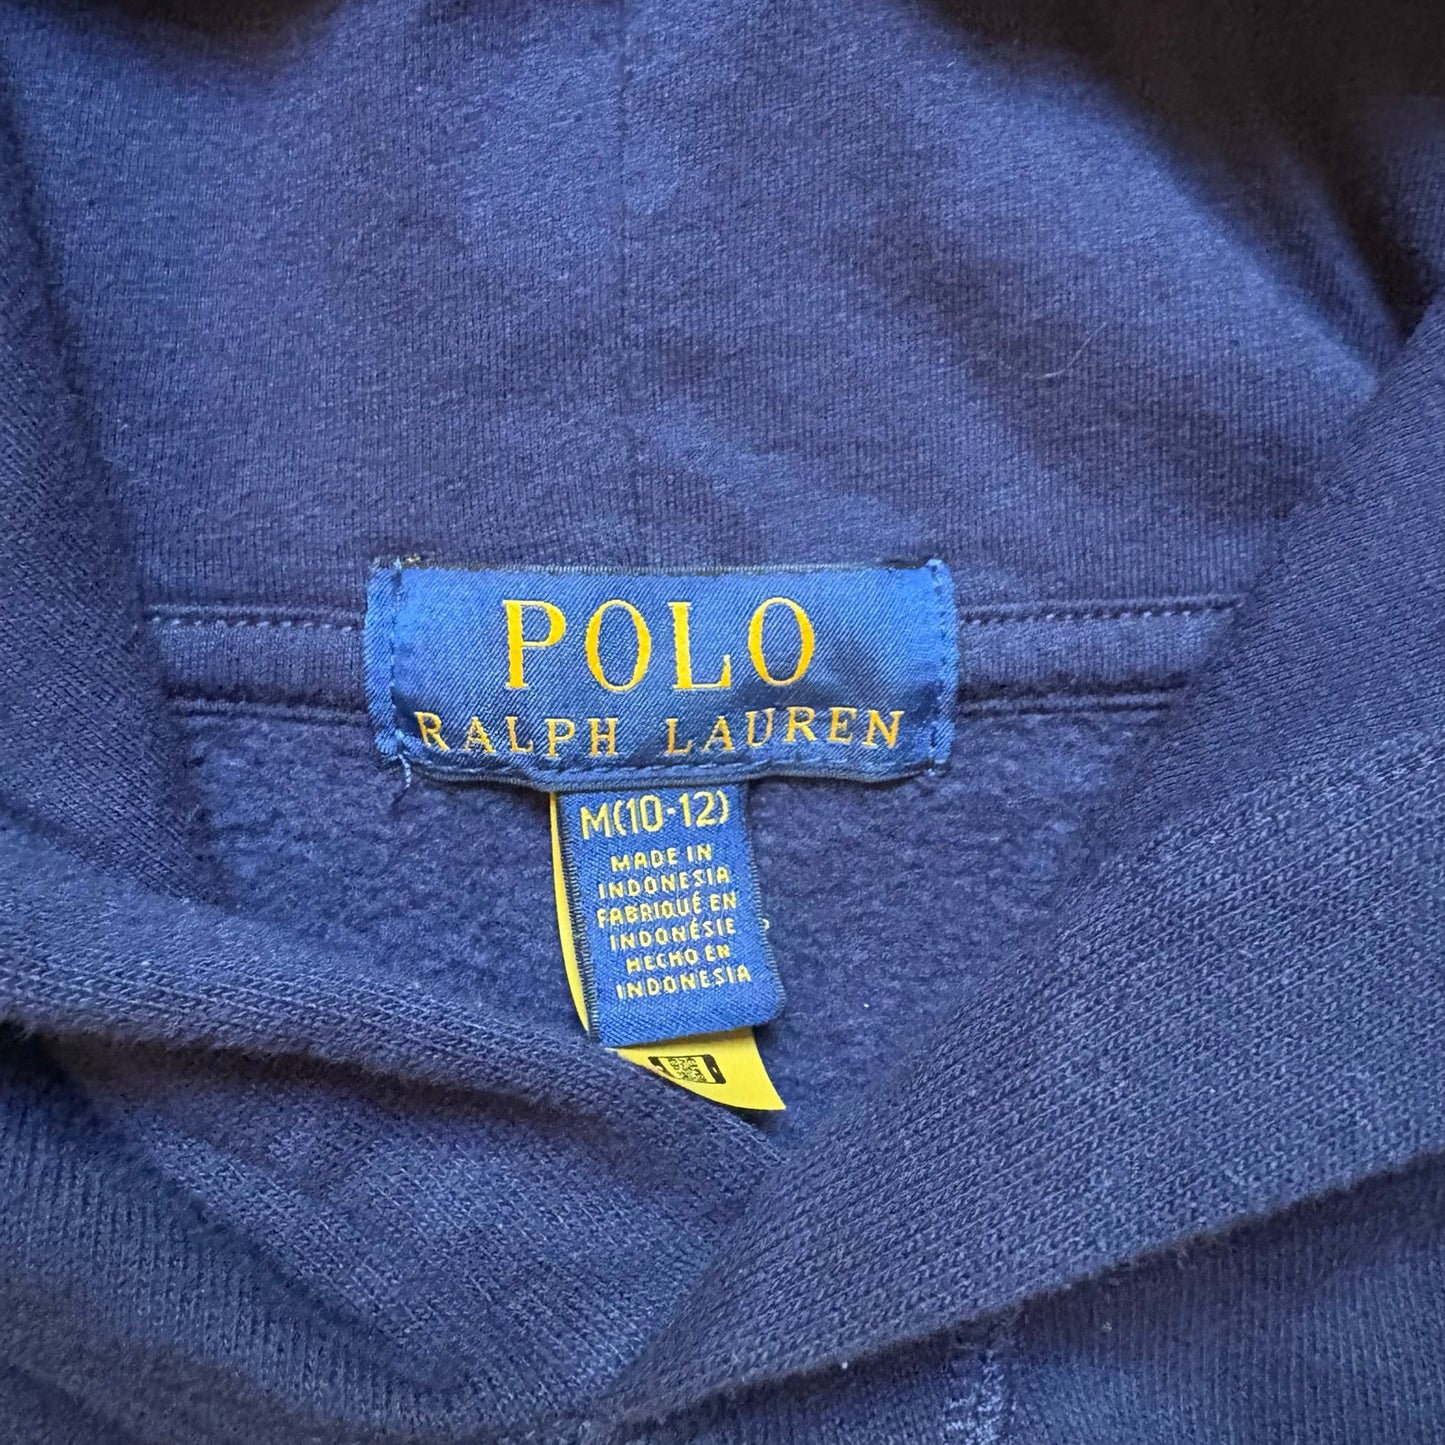 POLO
RALPH LAUREN
M(10-12)
MADE IN
INDONESIA
FABRIQUÉ EN
INDONÉSIE
HECHO EN
INDONESIA